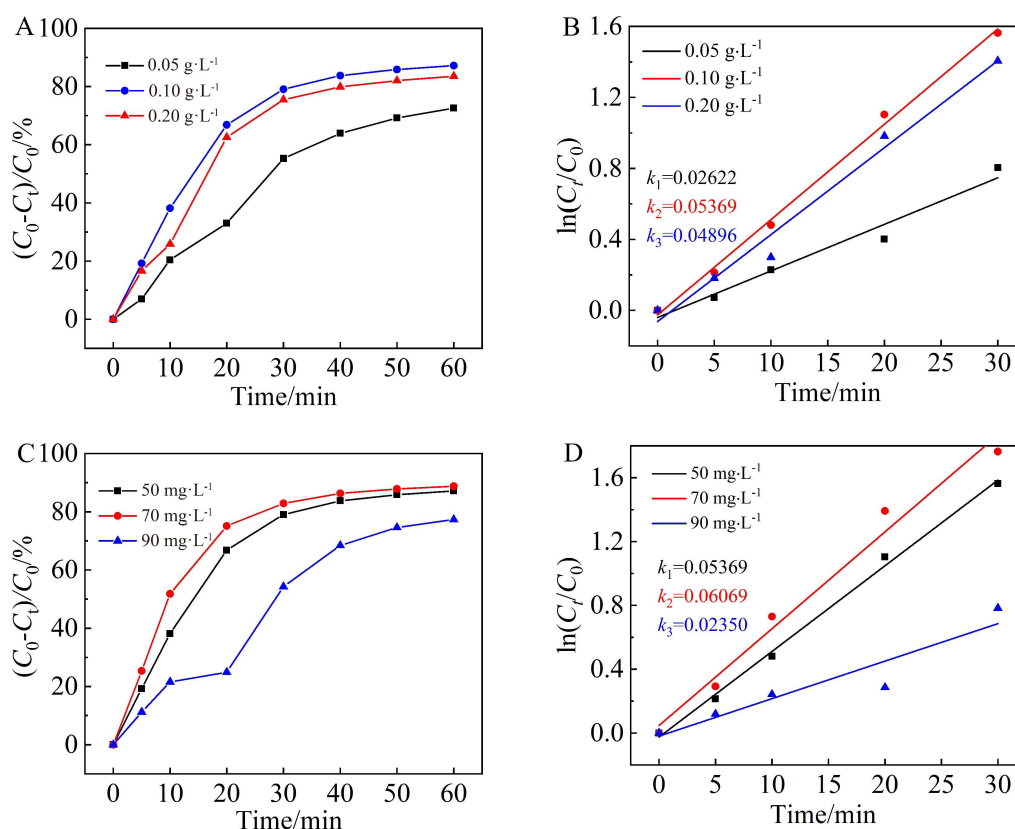 A
(C₀-Cₜ)/C₀/%
100
80
60
40
20
0
0.05 g·L⁻¹
0.10 g·L⁻¹
0.20 g·L⁻¹
0 10 20 30 40 50 60
Time/min
B
ln(Cₜ/C₀)
1.6
1.2
0.8
0.4
0.0
0.05 g·L⁻¹
0.10 g·L⁻¹
0.20 g·L⁻¹
k₁=0.02622
k₂=0.05369
k₃=0.04896
0 5 10 15 20 25 30
Time/min
C
(C₀-Cₜ)/C₀/%
100
80
60
40
20
0
50 mg·L⁻¹
70 mg·L⁻¹
90 mg·L⁻¹
0 10 20 30 40 50 60
Time/min
D
ln(Cₜ/C₀)
1.6
1.2
0.8
0.4
0.0
50 mg·L⁻¹
70 mg·L⁻¹
90 mg·L⁻¹
k₁=0.05369
k₂=0.06069
k₃=0.02350
0 5 10 15 20 25 30
Time/min